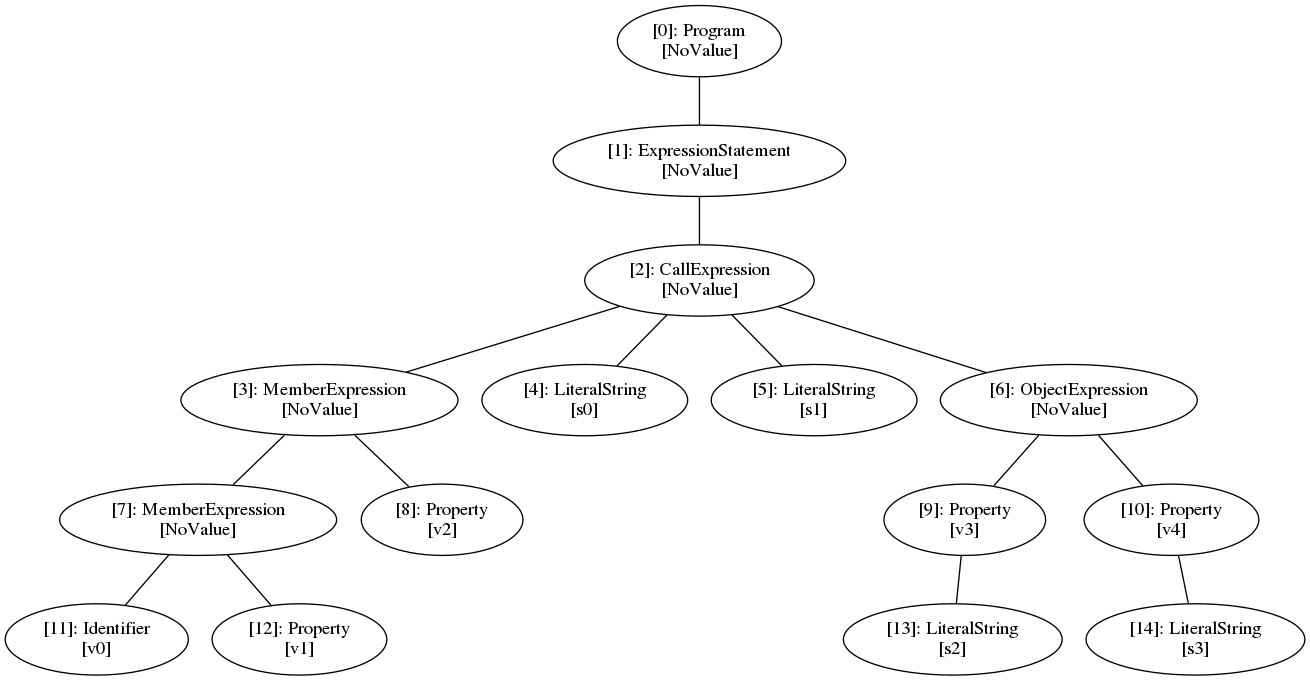 [0]: Program
[NoValue]
[1]: ExpressionStatement
[NoValue]
[2]: CallExpression
[NoValue]
[3]: MemberExpression
[NoValue]
[4]: LiteralString
[s0]
[5]: LiteralString
[s1]
[6]: ObjectExpression
[NoValue]
[7]: MemberExpression
[NoValue]
[8]: Property
[v2]
[9]: Property
[v3]
[10]: Property
[v4]
[11]: Identifier
[v0]
[12]: Property
[v1]
[13]: LiteralString
[s2]
[14]: LiteralString
[s3]